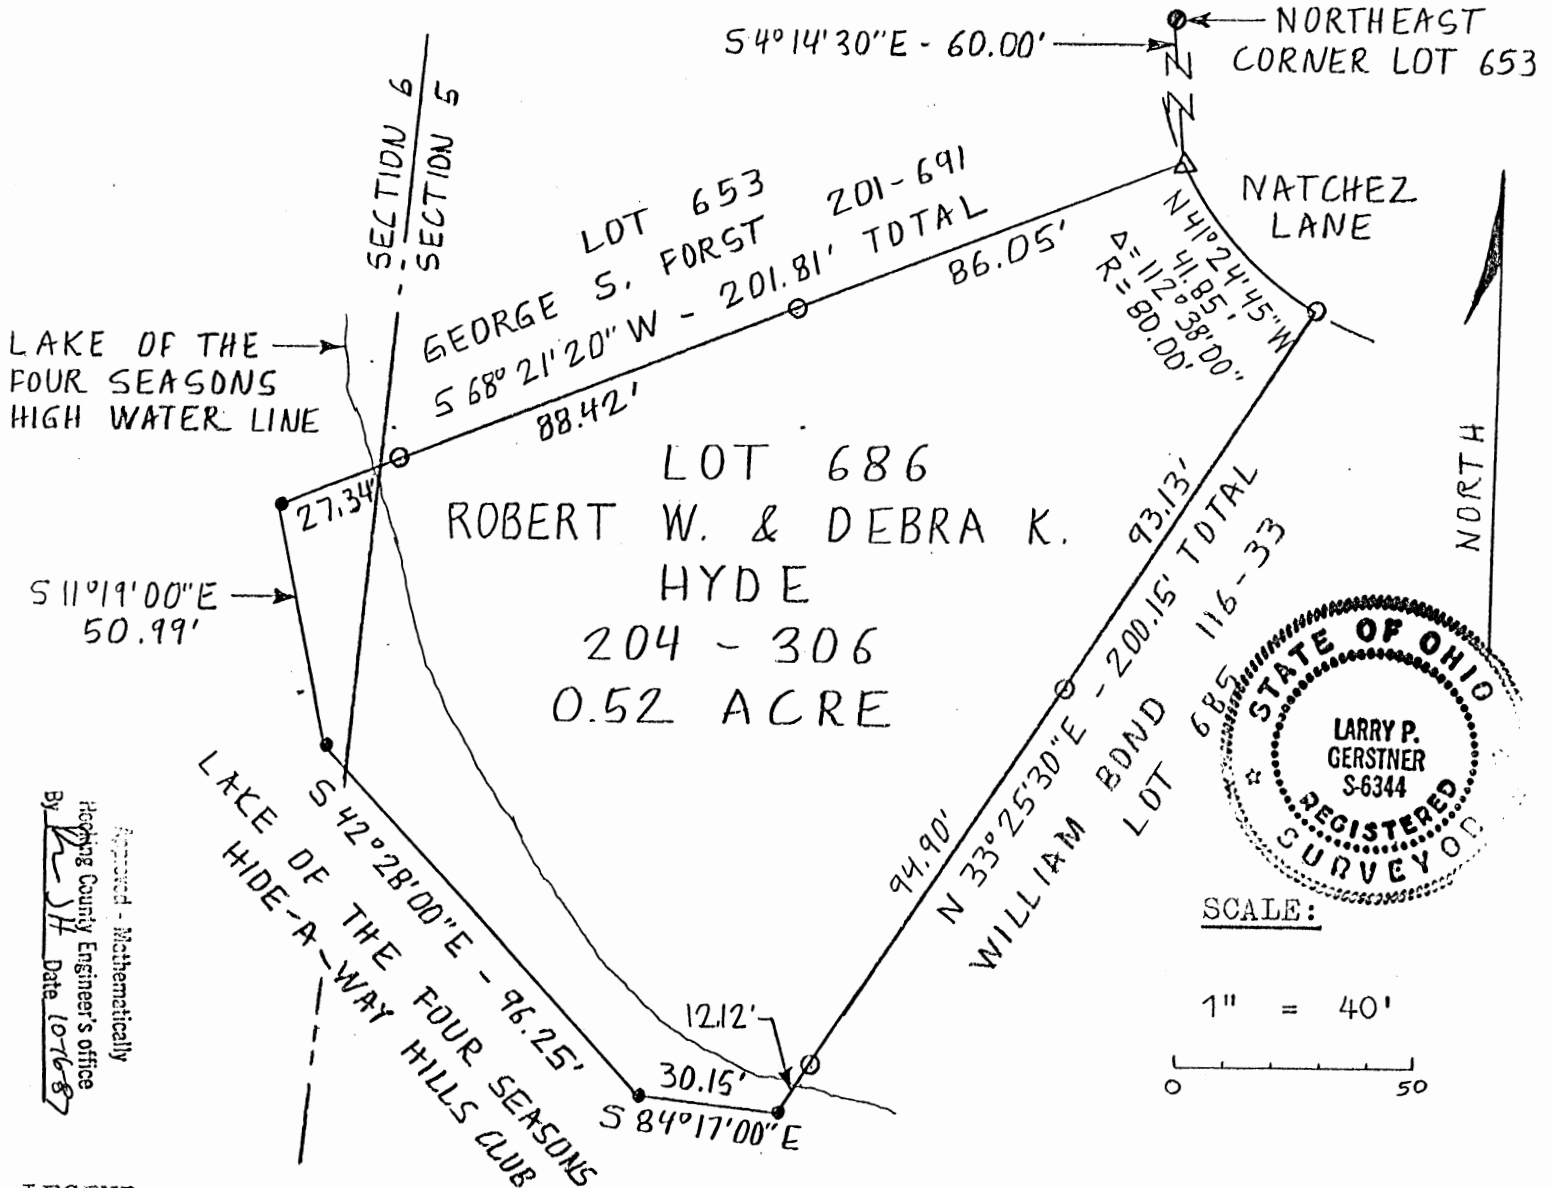 S 4° 14' 30" E - 60.00'
NORTHEAST
CORNER LOT 653
SECTION 6
SECTION 5
LOT 653
GEORGE S. FORST 201-691
S 68° 21' 20" W - 201.81' TOTAL
88.42'
86.05'
N 41° 24' 45" W
41.85'
Δ = 112° 38' 00"
R = 80.00'
NATCHEZ
LANE
LAKE OF THE
FOUR SEASONS
HIGH WATER LINE
27.34'
S 11° 19' 00" E
50.99'
LOT 686
ROBERT W. & DEBRA K.
HYDE
204 - 306
0.52 ACRE
93.13'
N 33° 25' 30" E - 200.15' TOTAL
94.90'
WILLIAM BOND 116-33
LOT 685
NORTH
STATE OF OHIO
LARRY P.
GERSTNER
S-6344
REGISTERED
SURVEYOR
S 42° 28' 00" E - 96.25'
LAKE OF THE FOUR SEASONS
HIDE-A-WAY HILLS CLUB
12.12'
30.15'
S 84° 17' 00" E
SCALE:
1" = 40'
0 50
Approved - Mathematically
Hocking County Engineer's office
By Date